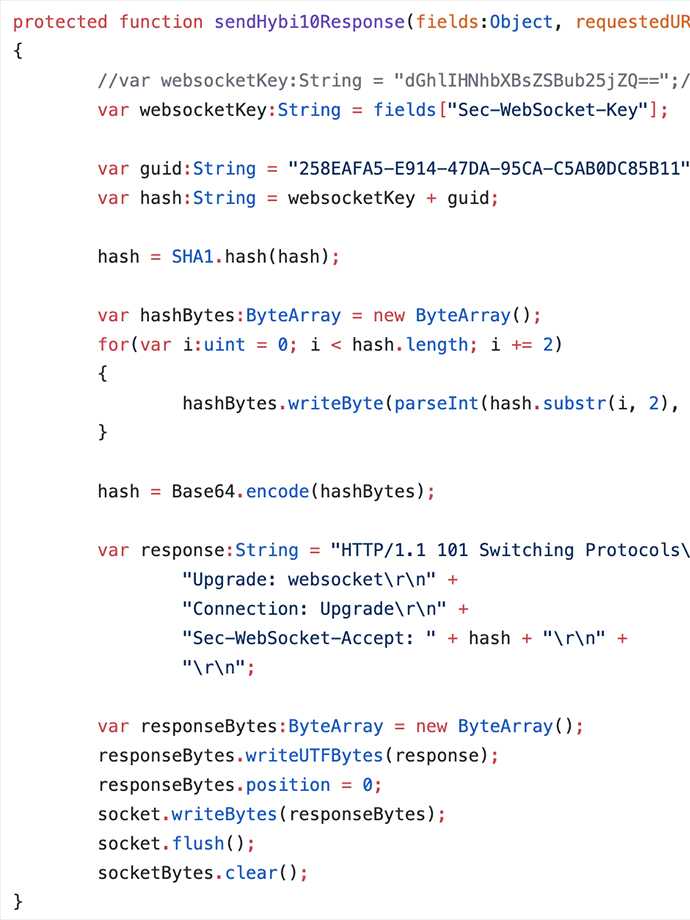 protected function sendHybi10Response(fields:Object, requestedUR
{
//var websocketKey:String = "dGhlIHNhbXBsZSBub25jZQ==";/
var websocketKey:String = fields["Sec-WebSocket-Key"];
var guid:String = "258EAFA5-E914-47DA-95CA-C5AB0DC85B11"
var hash:String = websocketKey + guid;
hash = SHA1.hash(hash);
var hashBytes:ByteArray = new ByteArray();
for(var i:uint = 0; i < hash.length; i += 2)
{
hashBytes.writeByte(parseInt(hash.substr(i, 2),
}
hash = Base64.encode(hashBytes);
var response:String = "HTTP/1.1 101 Switching Protocols\
"Upgrade: websocket\r\n" +
"Connection: Upgrade\r\n" +
"Sec-WebSocket-Accept: " + hash + "\r\n" +
"\r\n";
var responseBytes:ByteArray = new ByteArray();
responseBytes.writeUTFBytes(response);
responseBytes.position = 0;
socket.writeBytes(responseBytes);
socket.flush();
socketBytes.clear();
}